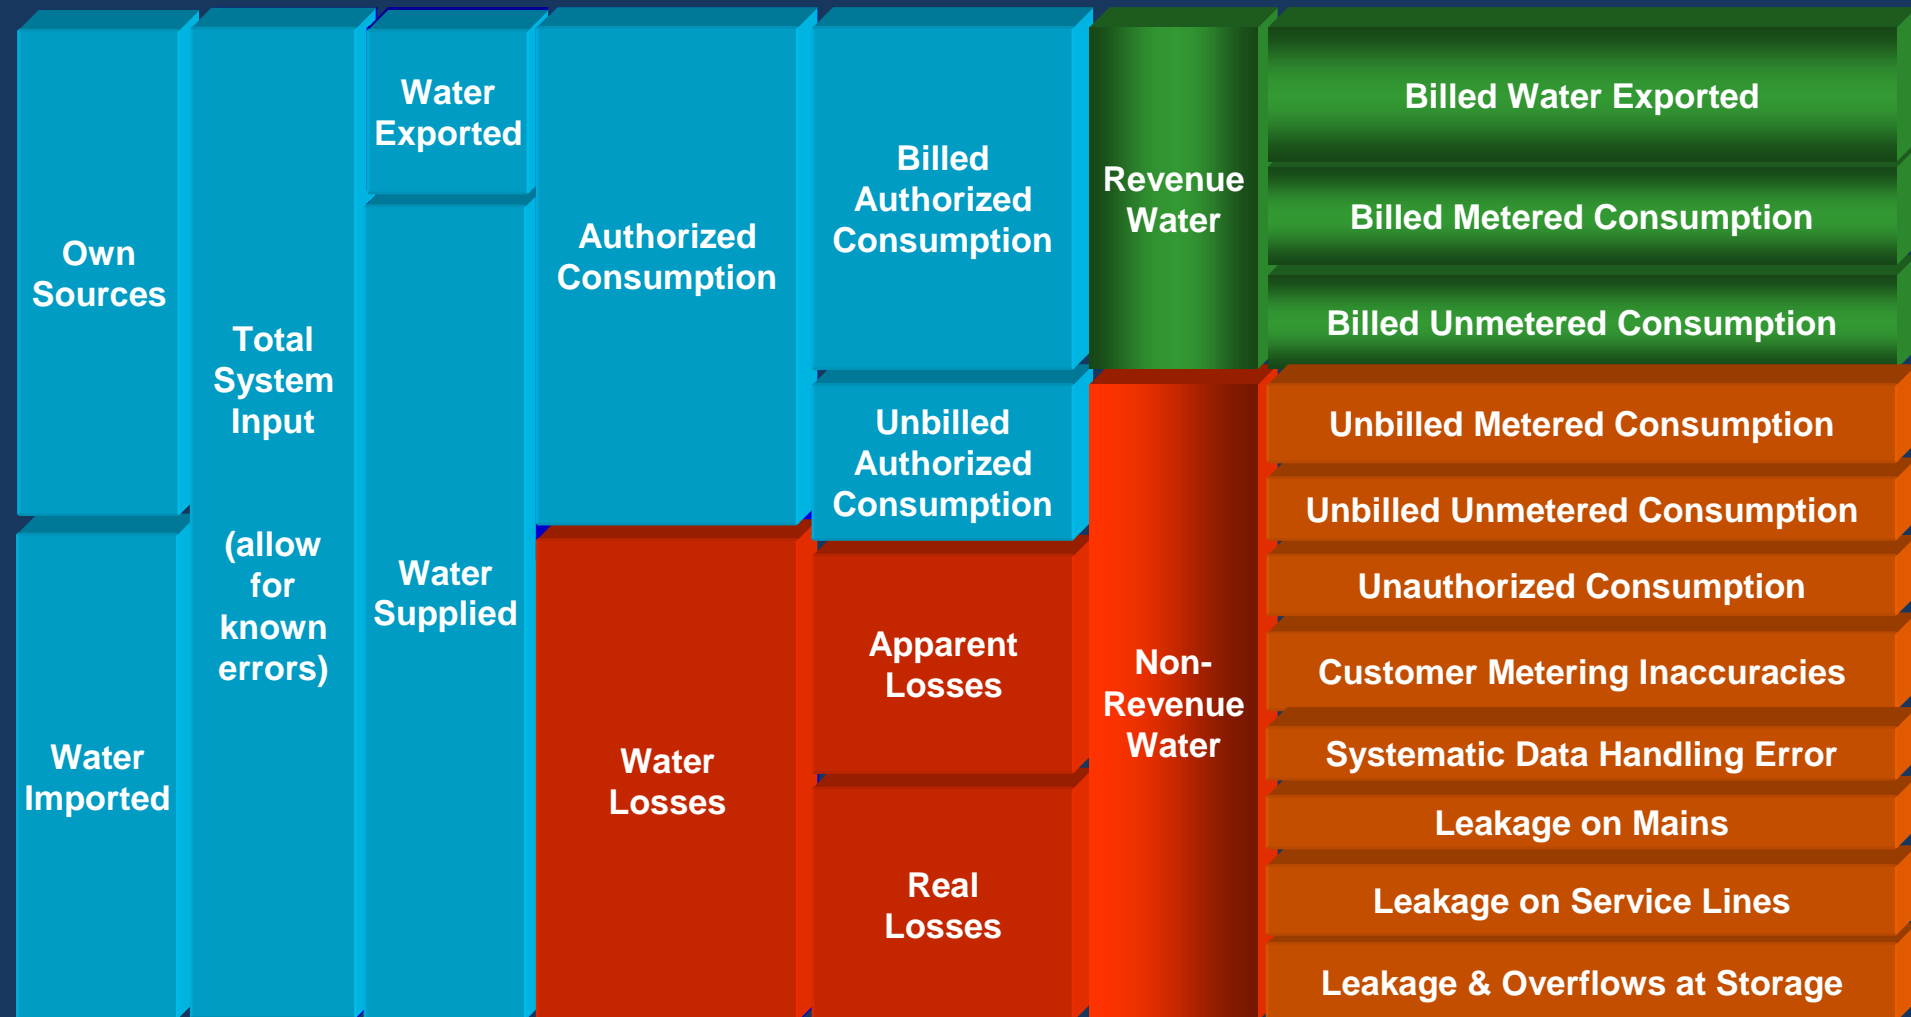 Own
Sources
Water
Imported
Total
System
Input
(allow
for
known
errors)
Water
Exported
Water
Supplied
Authorized
Consumption
Water
Losses
Billed
Authorized
Consumption
Unbilled
Authorized
Consumption
Apparent
Losses
Real
Losses
Revenue
Water
Non-
Revenue
Water
Billed Water Exported
Billed Metered Consumption
Billed Unmetered Consumption
Unbilled Metered Consumption
Unbilled Unmetered Consumption
Unauthorized Consumption
Customer Metering Inaccuracies
Systematic Data Handling Error
Leakage on Mains
Leakage on Service Lines
Leakage & Overflows at Storage